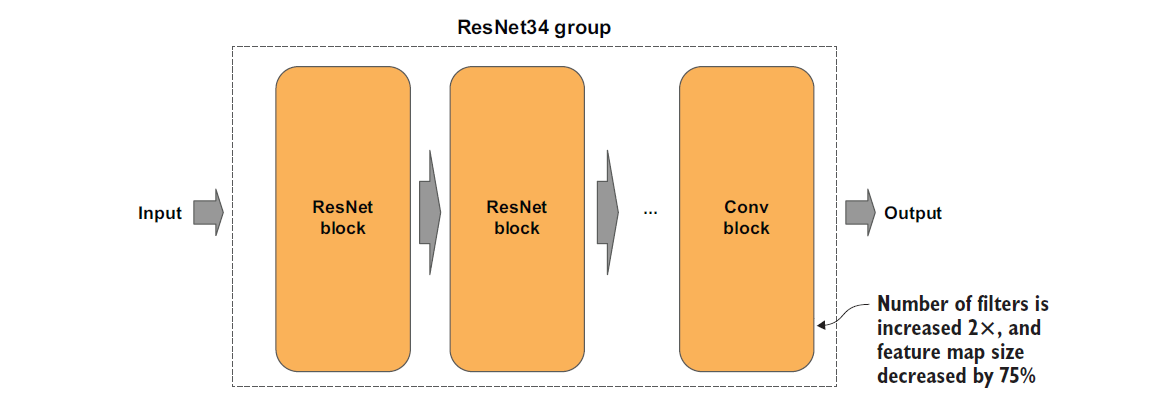 ResNet34 group
Input
ResNet
block
ResNet
block
...
Conv
block
Output
Number of filters is
increased 2×, and
feature map size
decreased by 75%